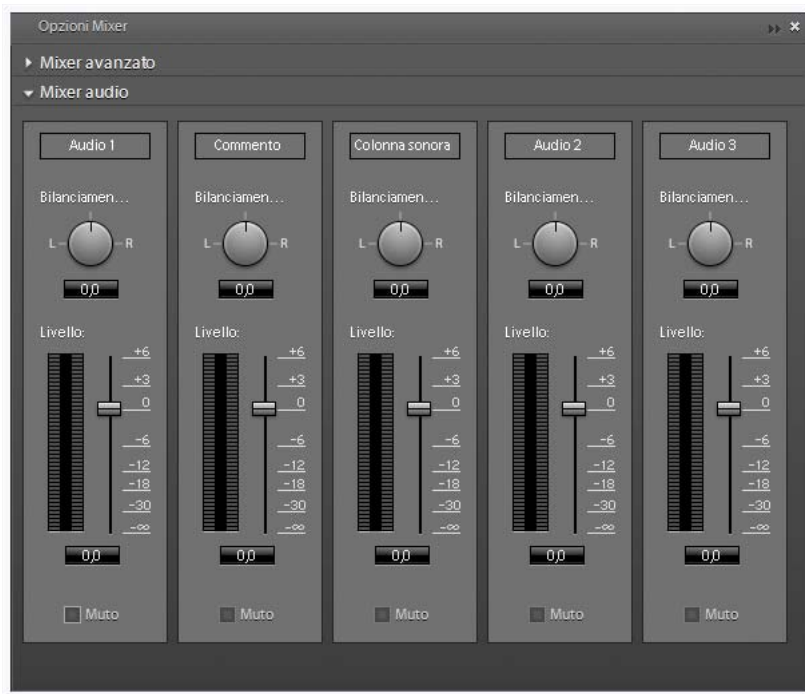 Opzioni Mixer
Mixer avanzato
Mixer audio
Audio 1 Commento Colonna sonora Audio 2 Audio 3
Bilanciamen... Bilanciamen... Bilanciamen... Bilanciamen... Bilanciamen...
L R L R L R L R L R
0,0 0,0 0,0 0,0 0,0
Livello: Livello: Livello: Livello: Livello:
+6 +6 +6 +6 +6
+3 +3 +3 +3 +3
0 0 0 0 0
-6 -6 -6 -6 -6
-12 -12 -12 -12 -12
-18 -18 -18 -18 -18
-30 -30 -30 -30 -30
-∞ -∞ -∞ -∞ -∞
0,0 0,0 0,0 0,0 0,0
Muto Muto Muto Muto Muto